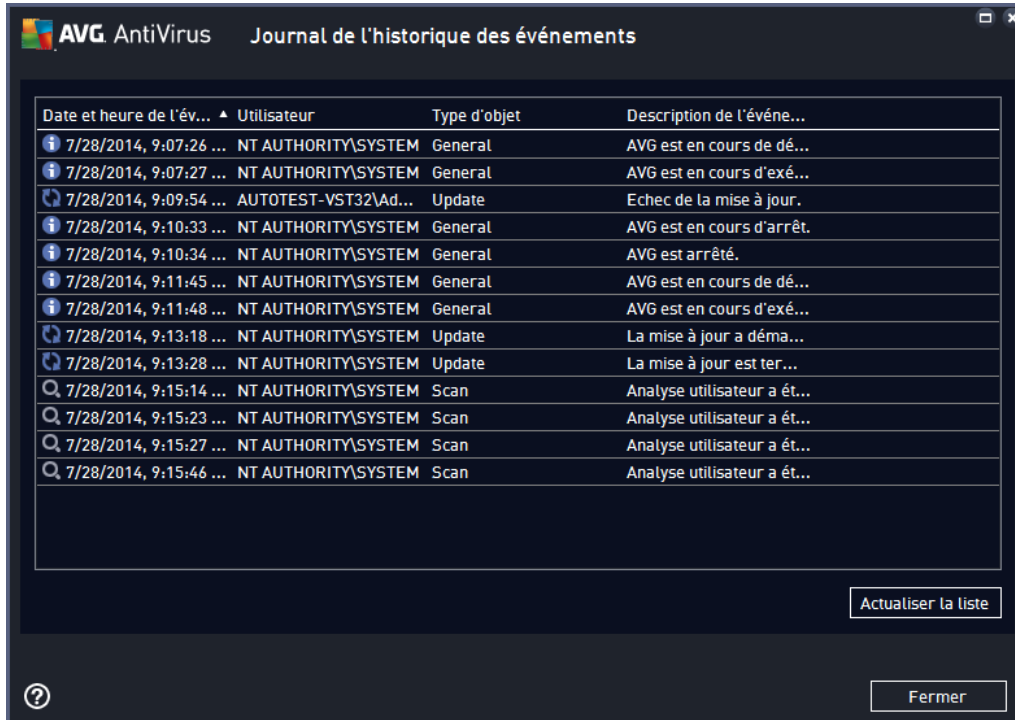 AVG. AntiVirus Journal de l'historique des événements
Date et heure de l'év... Utilisateur Type d'objet Description de l'événe...
7/28/2014, 9:07:26 ... NT AUTHORITY\SYSTEM General AVG est en cours de dé...
7/28/2014, 9:07:27 ... NT AUTHORITY\SYSTEM General AVG est en cours d'exé...
7/28/2014, 9:09:54 ... AUTOTEST-VST32\Ad... Update Echec de la mise à jour.
7/28/2014, 9:10:33 ... NT AUTHORITY\SYSTEM General AVG est en cours d'arrêt.
7/28/2014, 9:10:34 ... NT AUTHORITY\SYSTEM General AVG est arrêté.
7/28/2014, 9:11:45 ... NT AUTHORITY\SYSTEM General AVG est en cours de dé...
7/28/2014, 9:11:48 ... NT AUTHORITY\SYSTEM General AVG est en cours d'exé...
7/28/2014, 9:13:18 ... NT AUTHORITY\SYSTEM Update La mise à jour a déma...
7/28/2014, 9:13:28 ... NT AUTHORITY\SYSTEM Update La mise à jour est ter...
7/28/2014, 9:15:14 ... NT AUTHORITY\SYSTEM Scan Analyse utilisateur a ét...
7/28/2014, 9:15:23 ... NT AUTHORITY\SYSTEM Scan Analyse utilisateur a ét...
7/28/2014, 9:15:27 ... NT AUTHORITY\SYSTEM Scan Analyse utilisateur a ét...
7/28/2014, 9:15:46 ... NT AUTHORITY\SYSTEM Scan Analyse utilisateur a ét...
Actualiser la liste
Fermer